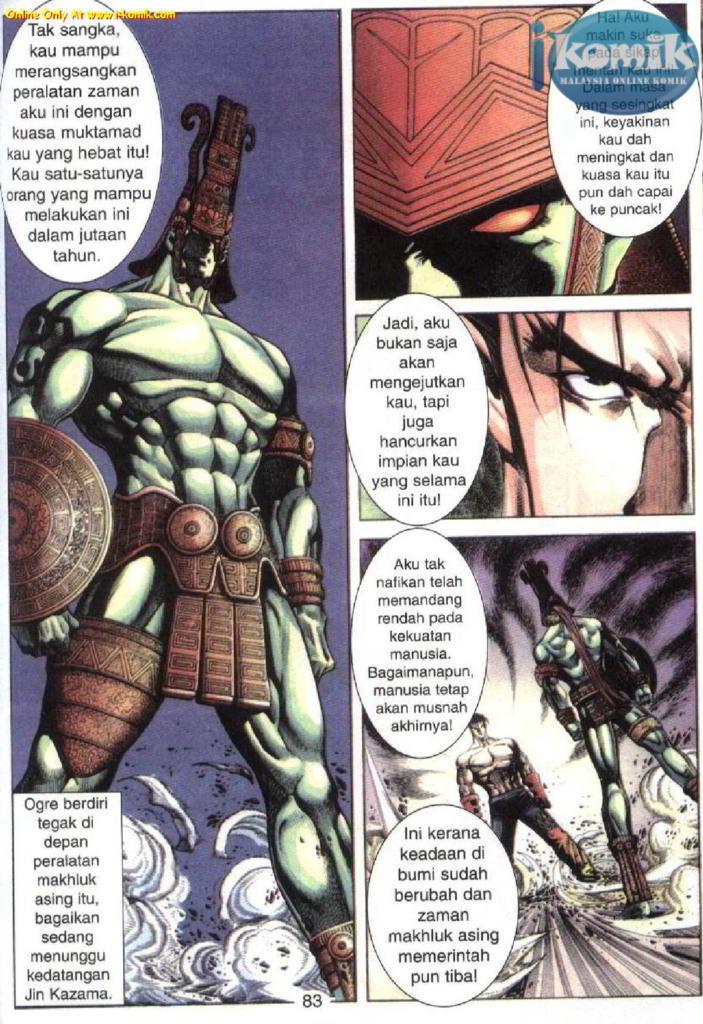 Online Only At www.i-komik.com
Tak sangka,
kau mampu
merangsangkan
peralatan zaman
aku ini dengan
kuasa muktamad
kau yang hebat itu!
Kau satu-satunya
orang yang mampu
melakukan ini
dalam jutaan
tahun.
Ogre berdiri
tegak di
depan
peralatan
makhluk
asing itu,
bagaikan
sedang
menunggu
kedatangan
Jin Kazama.
Ha! Aku
makin suka
pada sikap
kau ini!
Dalam masa
yang sesingkat
ini, keyakinan
kau dah
meningkat dan
kuasa kau itu
pun dah capai
ke puncak!
ikomik
MALAYSIA ONLINE KOMIK
Jadi, aku
bukan saja
akan
mengejutkan
kau, tapi
juga
hancurkan
impian kau
yang selama
ini itu!
Aku tak
nafikan telah
memandang
rendah pada
kekuatan
manusia.
Bagaimanapun,
manusia tetap
akan musnah
akhirnya!
Ini kerana
keadaan di
bumi sudah
berubah dan
zaman
makhluk asing
memerintah
pun tiba!
83